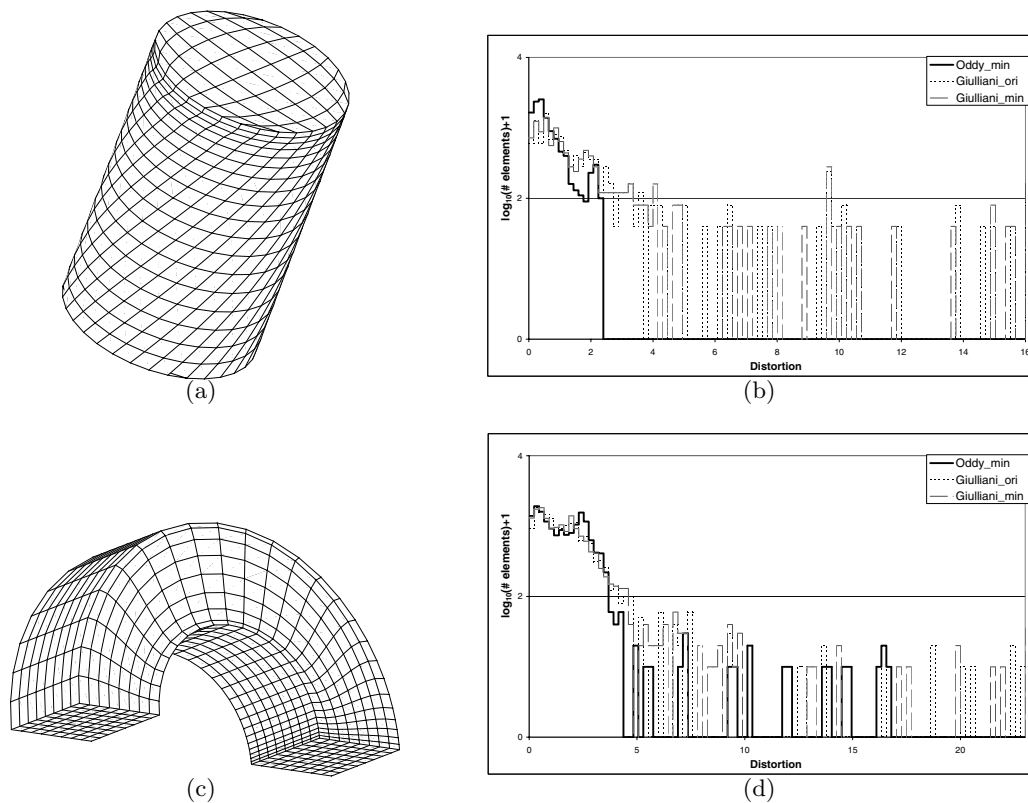 4
Oddy_min
Giulliani_ori
Giulliani_min
log10(# elements)+1
2
0
0 2 4 6 8 10 12 14 16
Distortion
(a)
(b)
4
Oddy_min
Giulliani_ori
Giulliani_min
log10(# elements)+1
2
0
0 5 10 15 20
Distortion
(c)
(d)